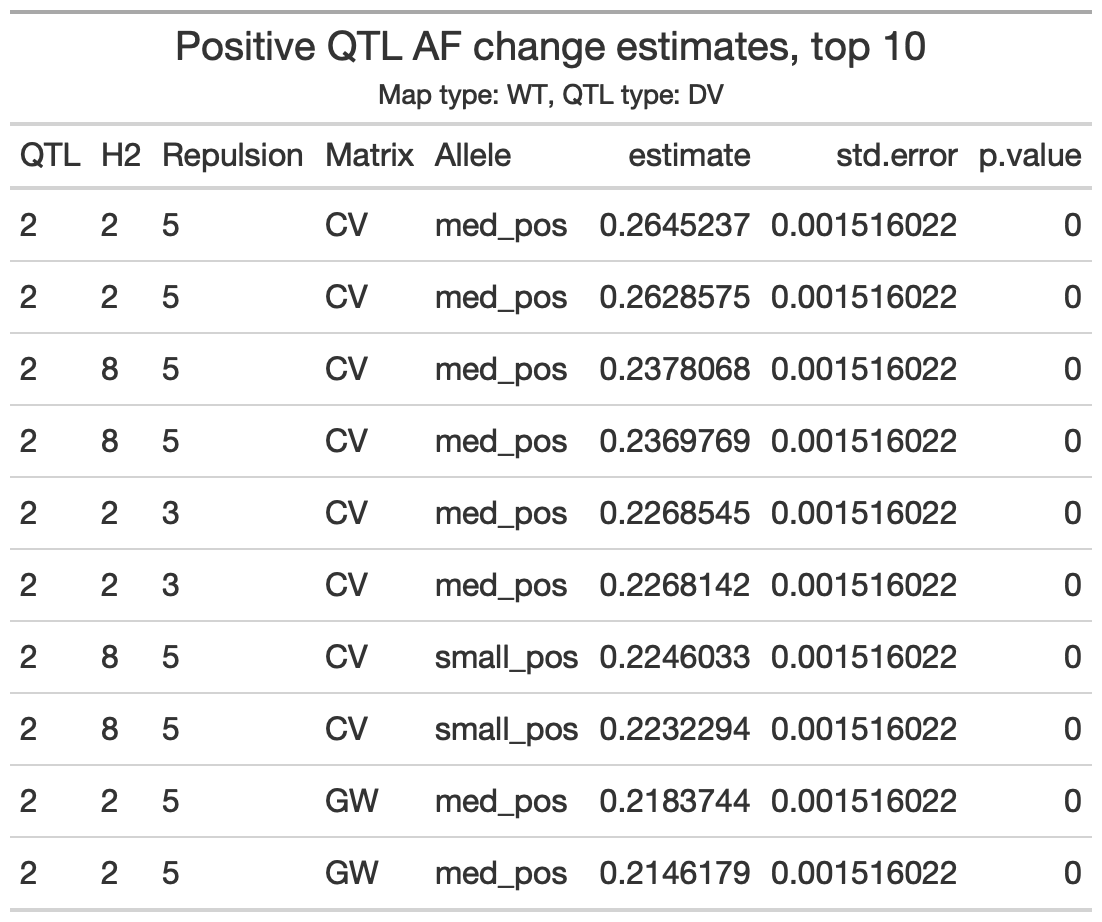 Positive QTL AF change estimates, top 10
Map type: WT, QTL type: DV
QTL H2 Repulsion Matrix Allele estimate std.error p.value
2 2 5 CV med_pos 0.2645237 0.001516022 0
2 2 5 CV med_pos 0.2628575 0.001516022 0
2 8 5 CV med_pos 0.2378068 0.001516022 0
2 8 5 CV med_pos 0.2369769 0.001516022 0
2 2 3 CV med_pos 0.2268545 0.001516022 0
2 2 3 CV med_pos 0.2268142 0.001516022 0
2 8 5 CV small_pos 0.2246033 0.001516022 0
2 8 5 CV small_pos 0.2232294 0.001516022 0
2 2 5 GW med_pos 0.2183744 0.001516022 0
2 2 5 GW med_pos 0.2146179 0.001516022 0